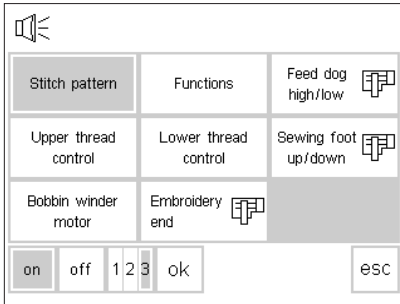 Stitch pattern
Functions
Feed dog
high/low
Upper thread
control
Lower thread
control
Sewing foot
up/down
Bobbin winder
motor
Embroidery
end
on off 1 2 3 ok esc